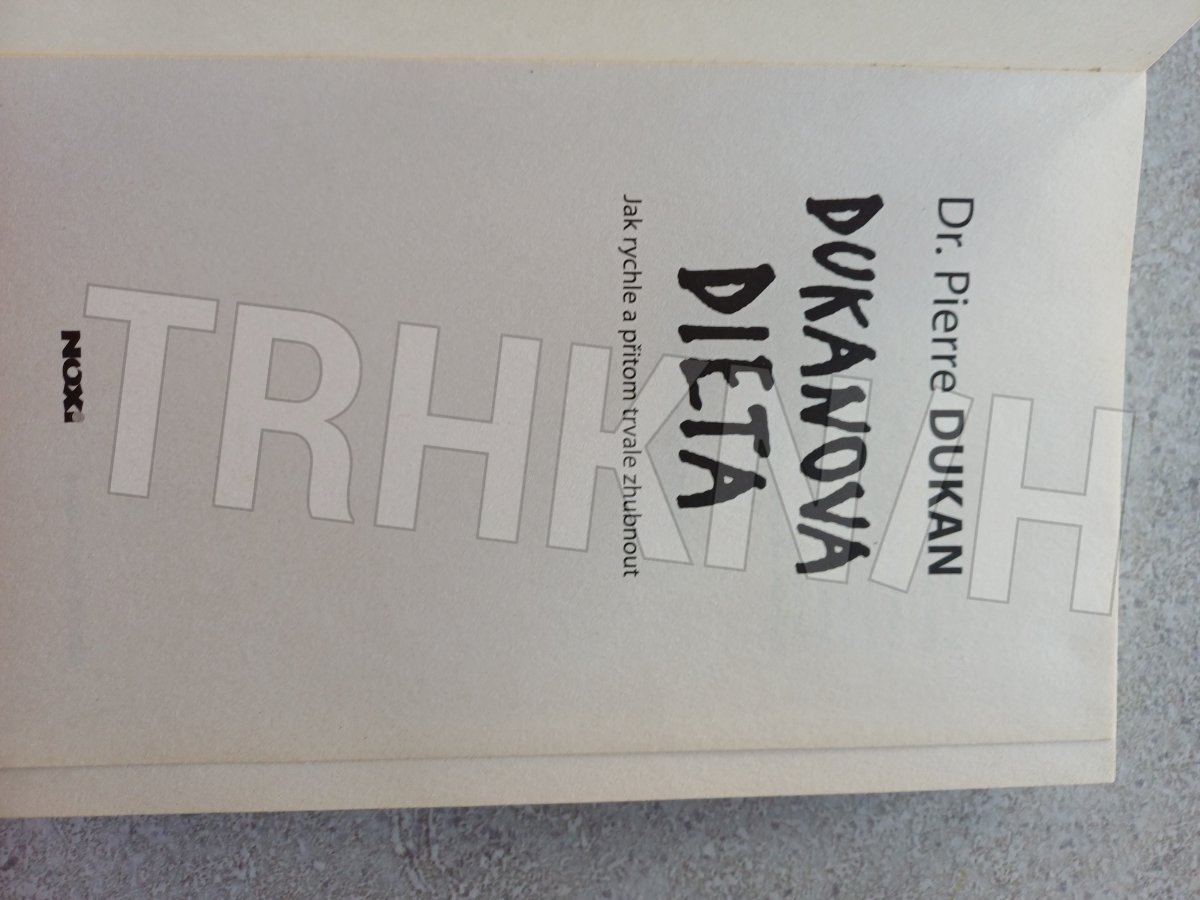 Dr. Pierre DUKAN
DUKANOVA
DIETA
Jak rychle a přitom trvale zhubnout
NOXi
TRHKNIH